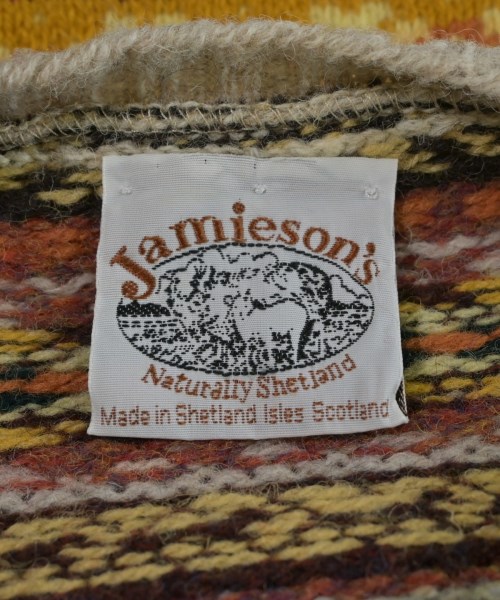 Jamieson's
Naturally Shetland
Made in Shetland Isles Scotland